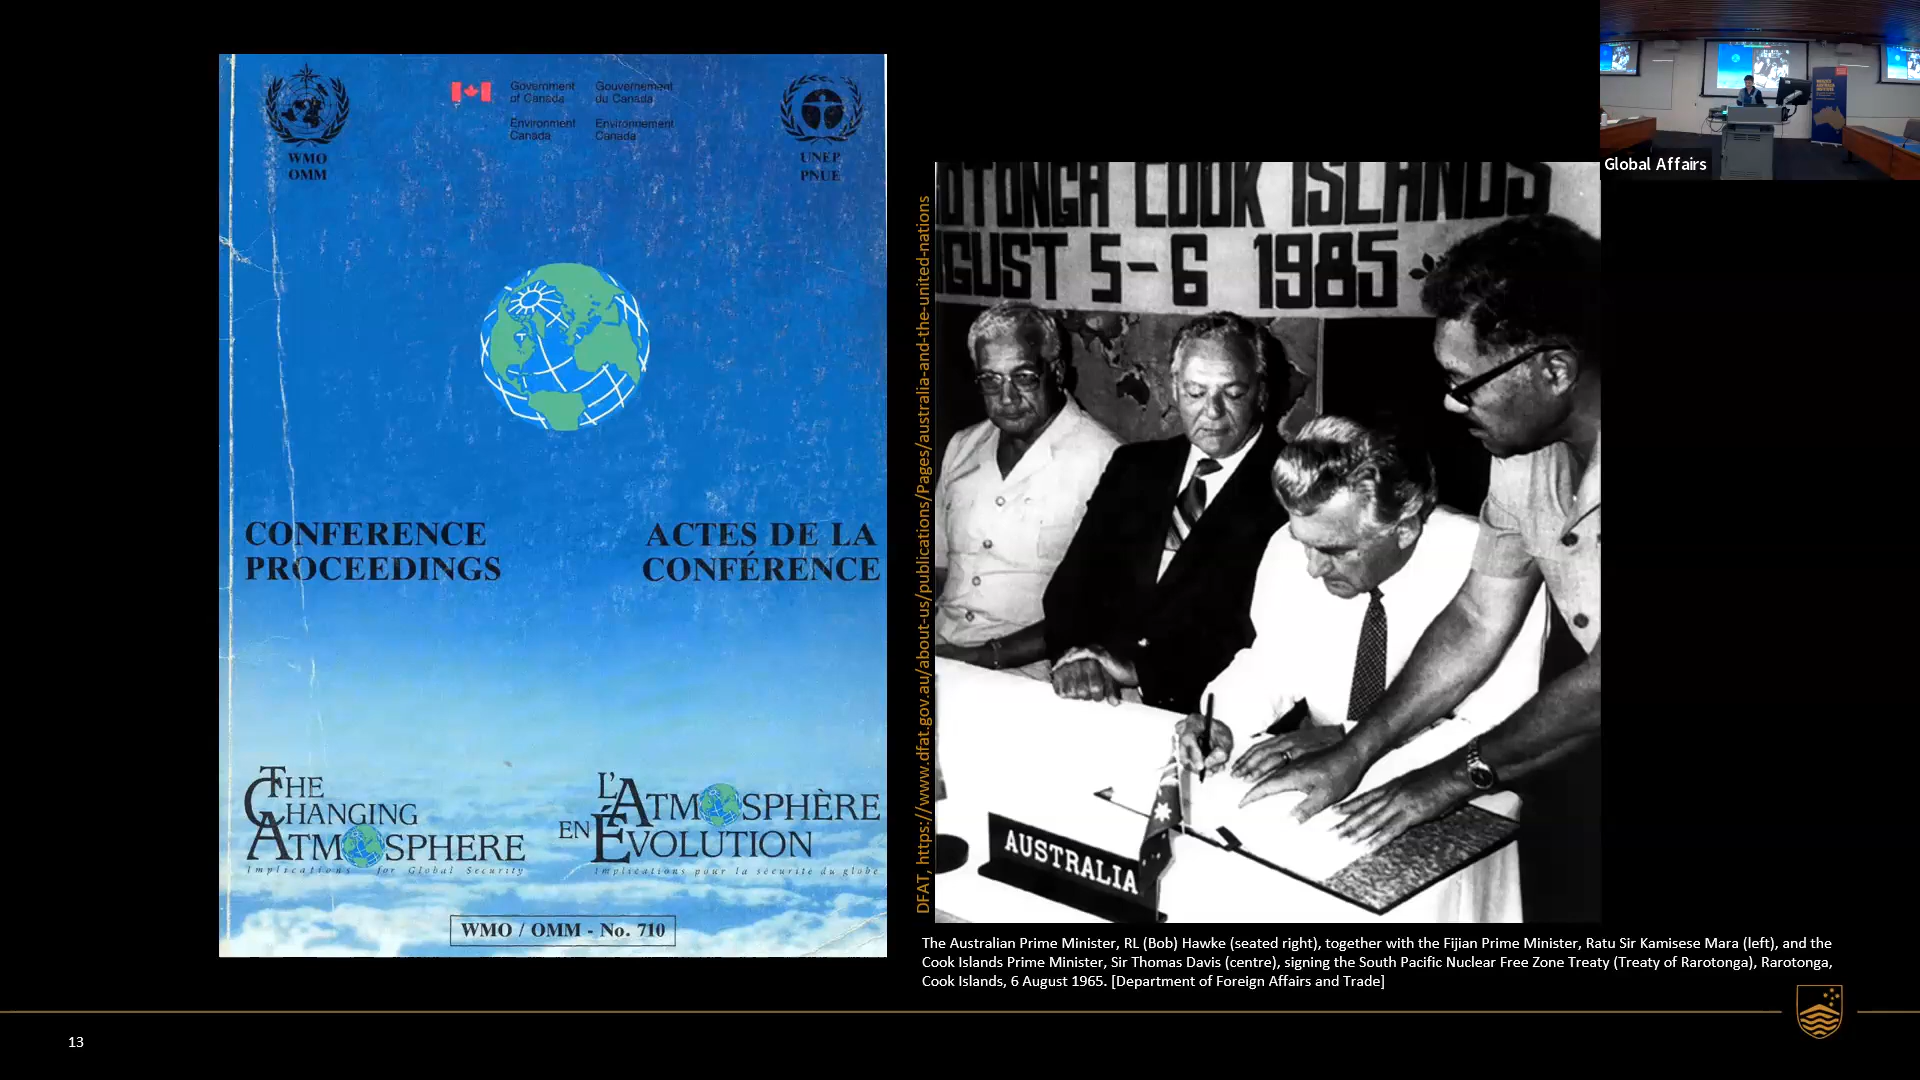 WMO
OMM
Government
of Canada
Gouvernement
du Canada
Environment
Canada
Environnement
Canada
UNEP
PNUE
CONFERENCE
PROCEEDINGS
ACTES DE LA
CONFÉRENCE
THE
CHANGING
ATMOSPHERE
Implications for Global Security
L'ATMOSPHÈRE
EN ÉVOLUTION
Implications pour la sécurité du globe
WMO / OMM - No. 710
DFAT, https://www.dfat.gov.au/about-us/publications/Pages/australia-and-the-united-nations
OTONGA COOK ISLANDS
GUST 5-6 1985
AUSTRALIA
The Australian Prime Minister, RL (Bob) Hawke (seated right), together with the Fijian Prime Minister, Ratu Sir Kamisese Mara (left), and the
Cook Islands Prime Minister, Sir Thomas Davis (centre), signing the South Pacific Nuclear Free Zone Treaty (Treaty of Rarotonga), Rarotonga,
Cook Islands, 6 August 1965. [Department of Foreign Affairs and Trade]
Global Affairs
13